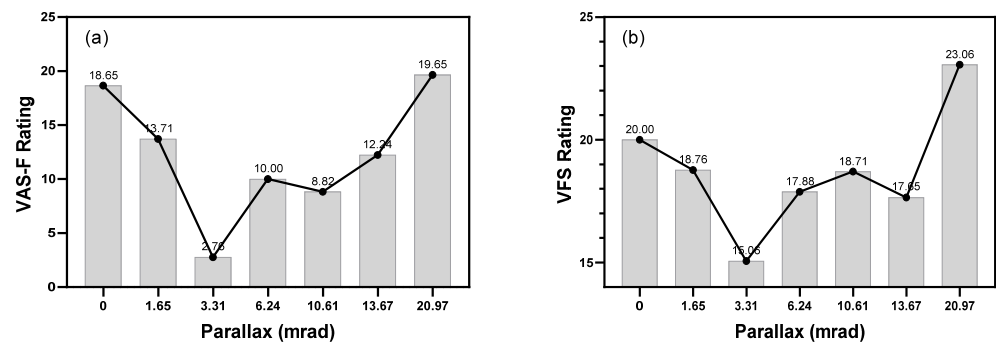 (a)
VAS-F Rating
25
20
15
10
5
0
18.65
13.71
2.76
10.00
8.82
12.24
19.65
0 1.65 3.31 6.24 10.61 13.67 20.97
Parallax (mrad)
(b)
VFS Rating
25
20
15
20.00
18.76
15.06
17.88
18.71
17.65
23.06
0 1.65 3.31 6.24 10.61 13.67 20.97
Parallax (mrad)